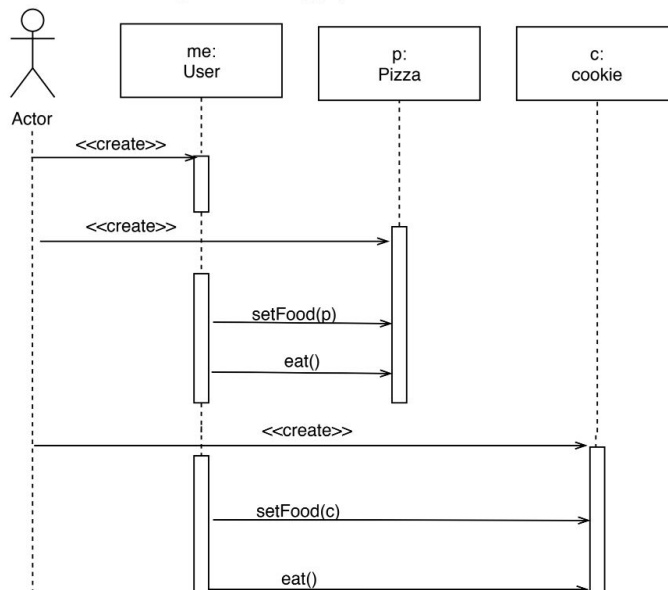 me:
User
p:
Pizza
c:
cookie
Actor
<<create>>
<<create>>
setFood(p)
eat()
<<create>>
setFood(c)
eat()